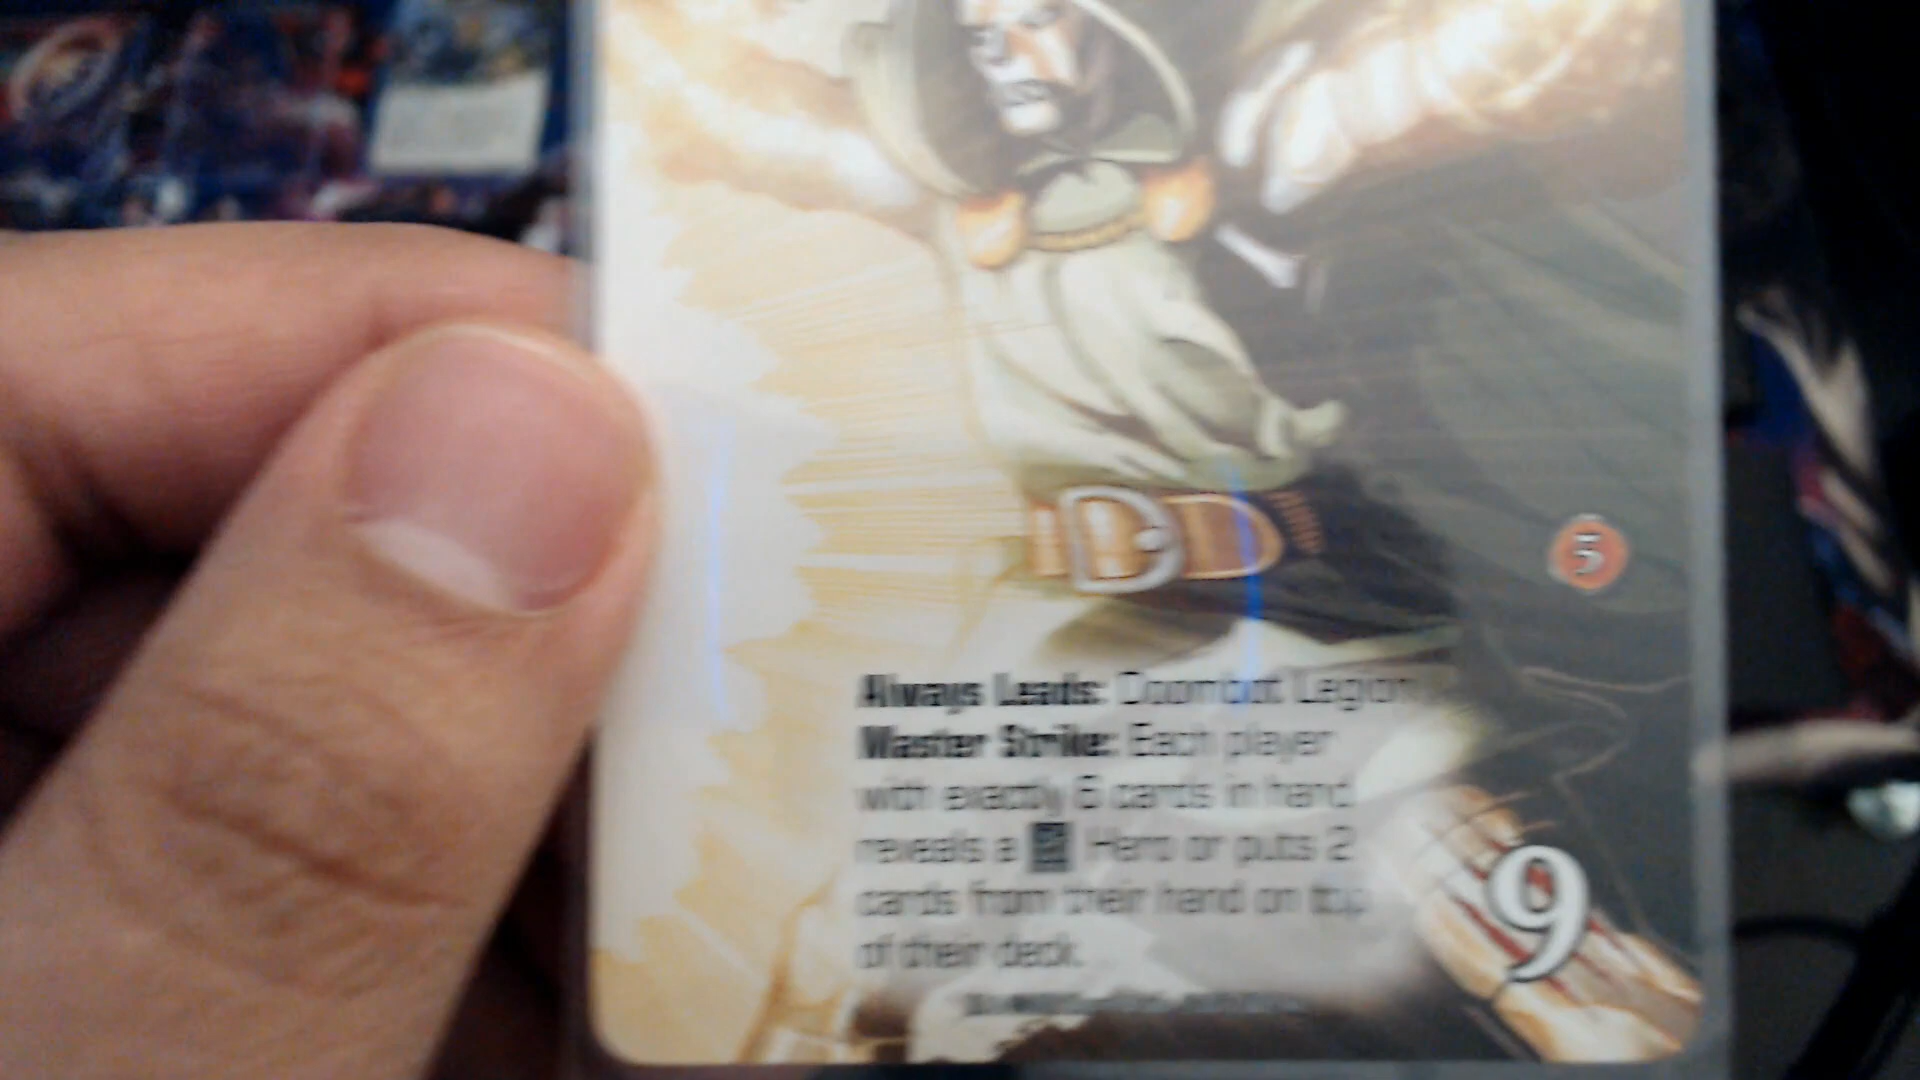 5
Always Leads: Doombot Legion
Master Strike: Each player
with exactly 6 cards in hand
reveals a Hero or puts 2
cards from their hand on top
of their deck.
9